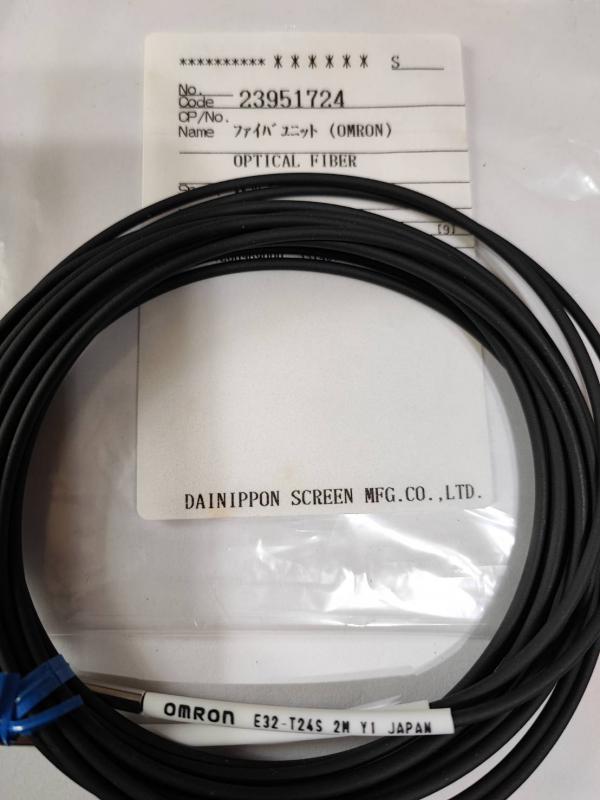 ********** ****** S
No.
Code 23951724
CP/No.
Name ファイバユニット (OMRON)
OPTICAL FIBER
[9]
DAINIPPON SCREEN MFG.CO.,LTD.
OMRON E32-T24S 2M Y1 JAPAN